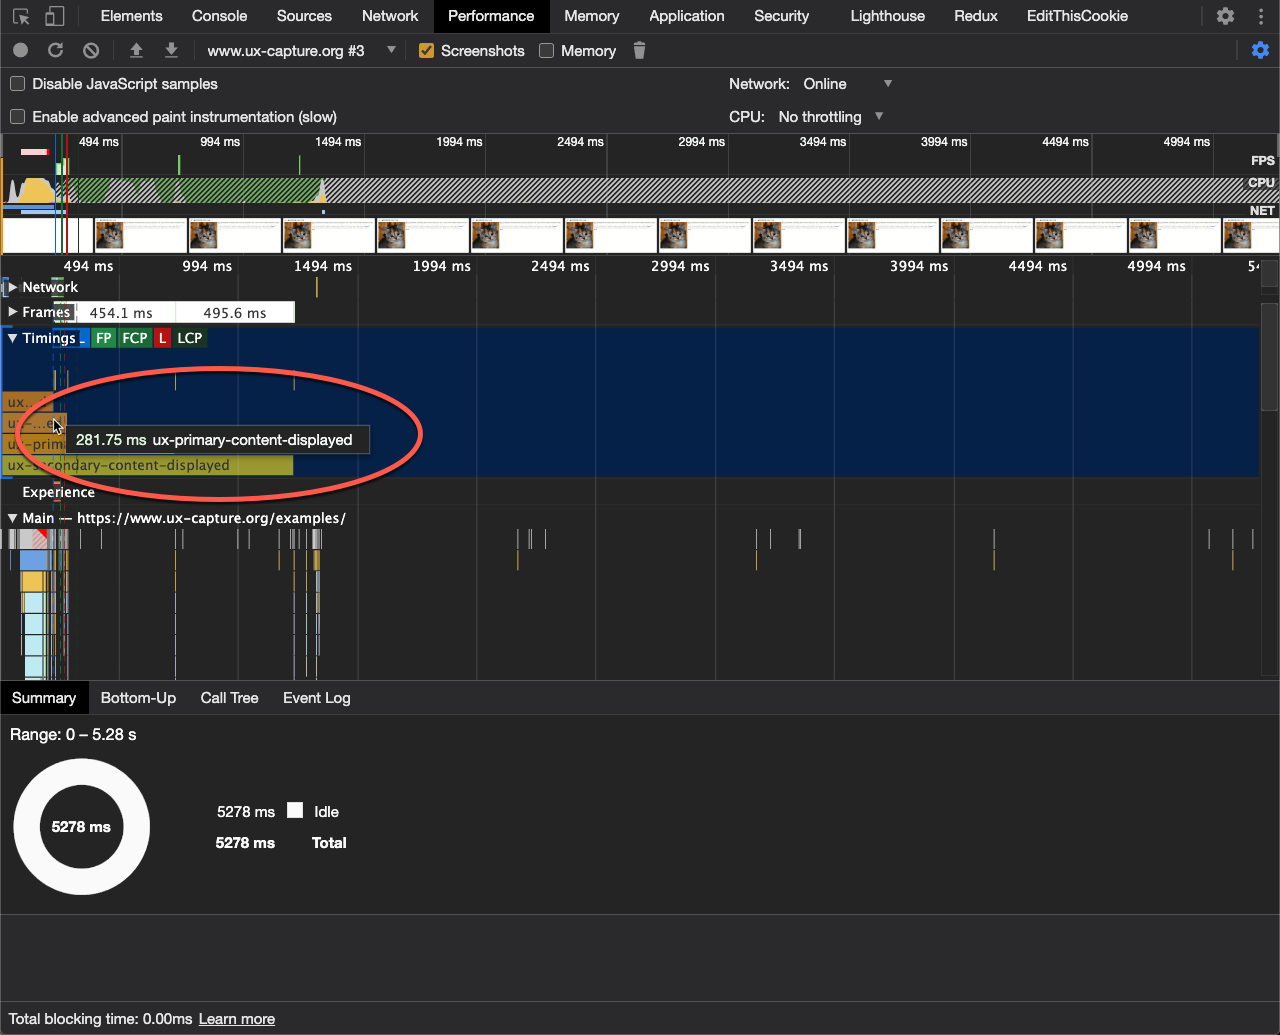 Elements Console Sources Network Performance Memory Application Security Lighthouse Redux EditThisCookie
www.ux-capture.org #3 Screenshots Memory
Disable JavaScript samples Network: Online
Enable advanced paint instrumentation (slow) CPU: No throttling
494 ms 994 ms 1494 ms 1994 ms 2494 ms 2994 ms 3494 ms 3994 ms 4494 ms 4994 ms
FPS
CPU
NET
494 ms 994 ms 1494 ms 1994 ms 2494 ms 2994 ms 3494 ms 3994 ms 4494 ms 4994 ms
Network
Frames 454.1 ms 495.6 ms
Timings L FP FCP L LCP
ux...
ux-...ed
281.75 ms ux-primary-content-displayed
ux-prim
ux-secondary-content-displayed
Experience
Main — https://www.ux-capture.org/examples/
Summary Bottom-Up Call Tree Event Log
Range: 0 – 5.28 s
5278 ms Idle
5278 ms
5278 ms Total
Total blocking time: 0.00ms Learn more